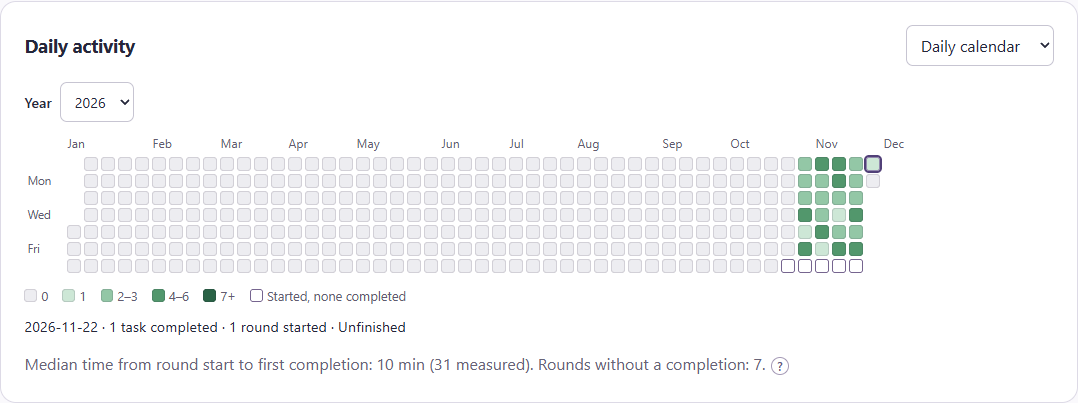 Daily activity
Daily calendar
Year 2026
Jan Feb Mar Apr May Jun Jul Aug Sep Oct Nov Dec
Mon
Wed
Fri
0 1 2–3 4–6 7+ Started, none completed
2026-11-22 · 1 task completed · 1 round started · Unfinished
Median time from round start to first completion: 10 min (31 measured). Rounds without a completion: 7. ?